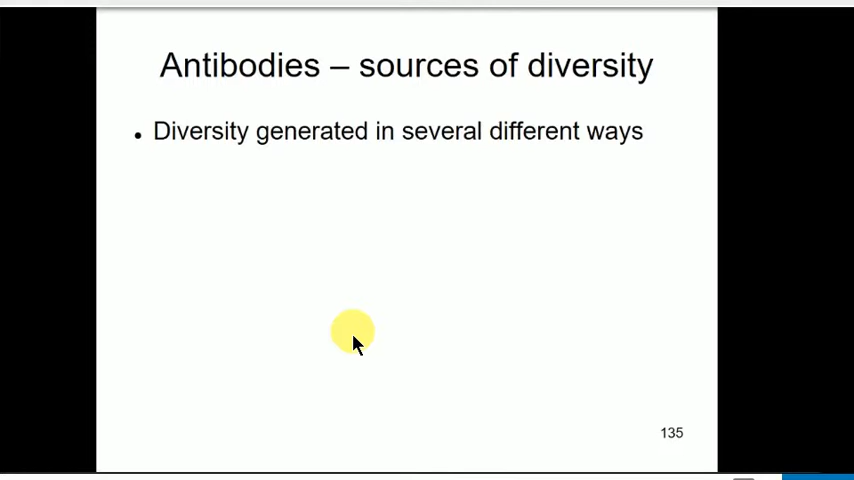 Antibodies – sources of diversity
• Diversity generated in several different ways
135